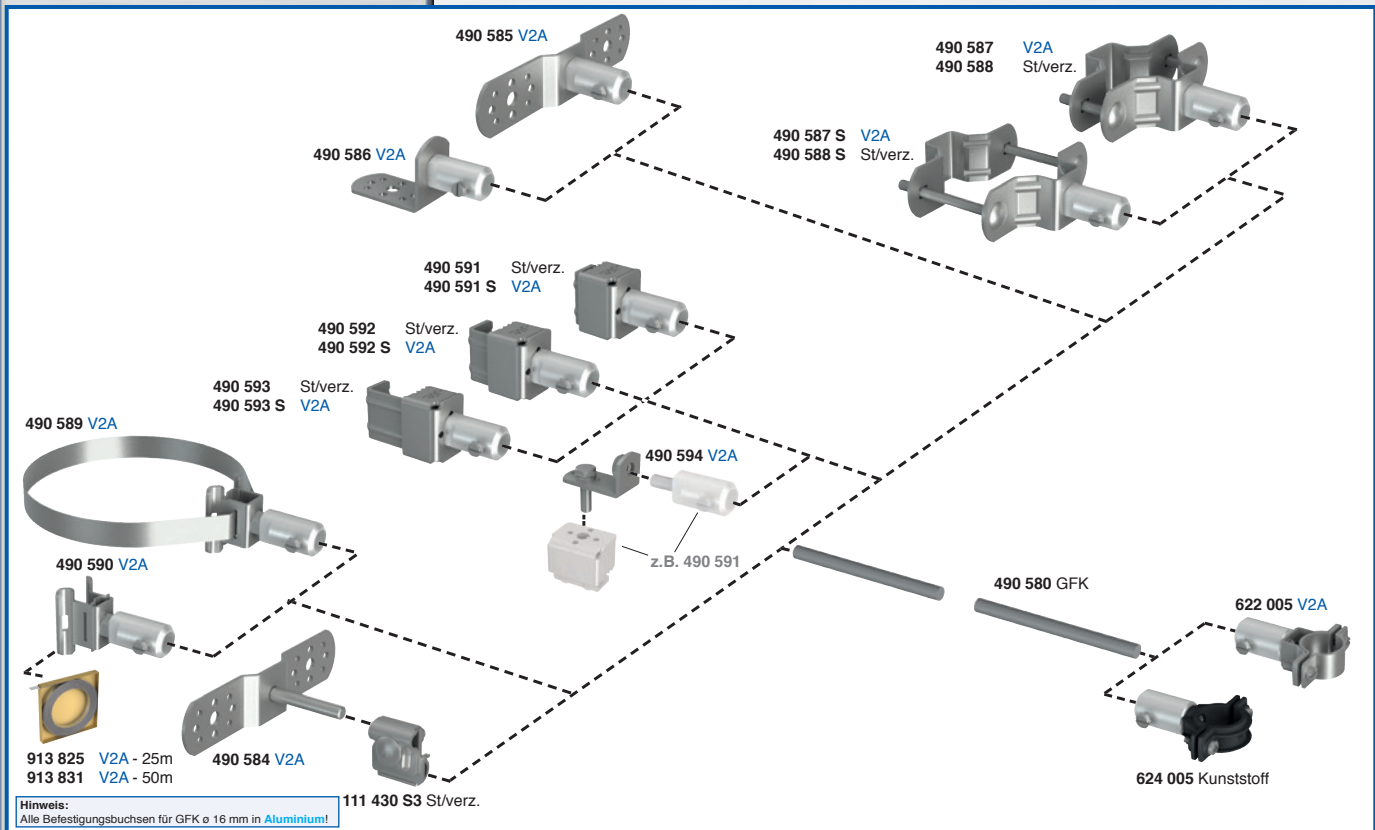 490 585 V2A
490 587 V2A
490 588 St/verz.
490 587 S V2A
490 588 S St/verz.
490 586 V2A
490 591 St/verz.
490 591 S V2A
490 592 St/verz.
490 592 S V2A
490 593 St/verz.
490 593 S V2A
490 589 V2A
490 594 V2A
z.B. 490 591
490 590 V2A
490 580 GFK
622 005 V2A
624 005 Kunststoff
913 825 V2A - 25m
913 831 V2A - 50m
490 584 V2A
111 430 S3 St/verz.
Hinweis:
Alle Befestigungsbuchsen für GFK ø 16 mm in Aluminium!